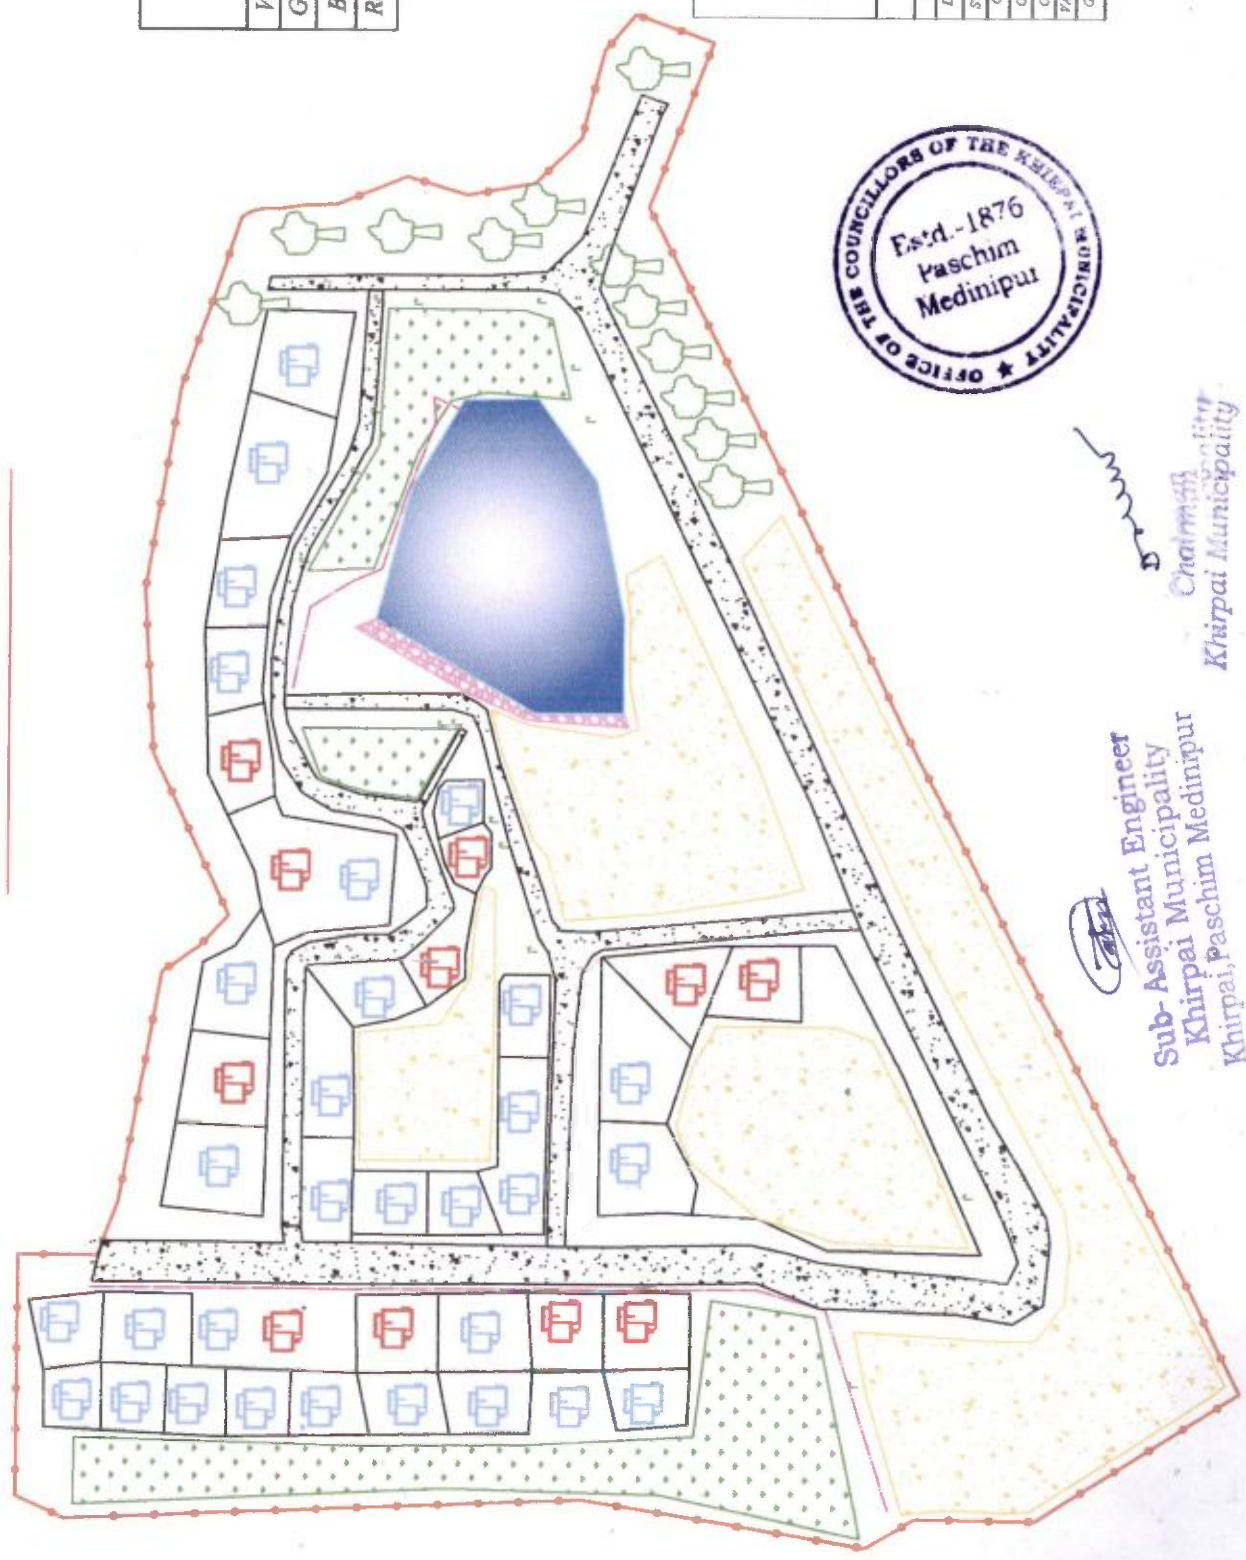 OFFICE OF THE COUNCILLORS OF THE KHIRPAI MUNICIPALITY ★
Estd.-1876
Paschim
Medinipur
Chairman
Khirpai Municipality
Sub-Assistant Engineer
Khirpai Municipality
Khirpai, Paschim Medinipur
V
G
B
R